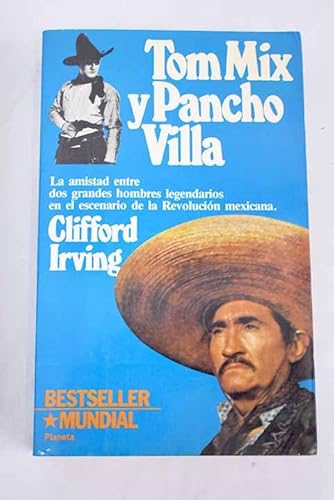 Tom Mix
y Pancho
Villa
La amistad entre
dos grandes hombres legendarios
en el escenario de la Revolución mexicana.
Clifford
Irving
BESTSELLER
★MUNDIAL
Planeta